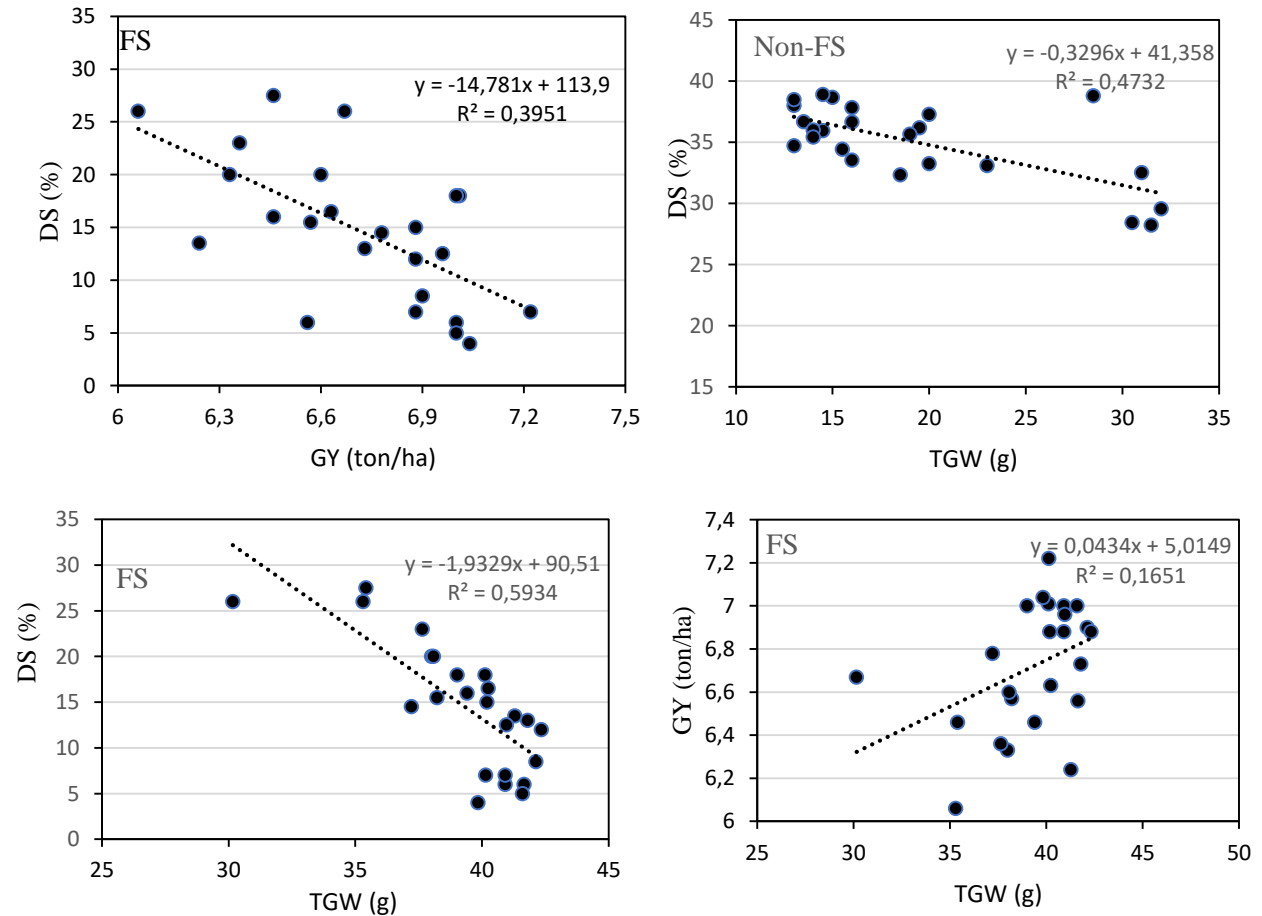 FS
y = -14,781x + 113,9
R² = 0,3951
35
30
25
20
15
10
5
0
DS (%)
6 6,3 6,6 6,9 7,2 7,5
GY (ton/ha)
Non-FS
y = -0,3296x + 41,358
R² = 0,4732
45
40
35
30
25
20
15
DS (%)
10 15 20 25 30 35
TGW (g)
FS
y = -1,9329x + 90,51
R² = 0,5934
35
30
25
20
15
10
5
0
DS (%)
25 30 35 40 45
TGW (g)
FS
y = 0,0434x + 5,0149
R² = 0,1651
7,4
7,2
7
6,8
6,6
6,4
6,2
6
GY (ton/ha)
25 30 35 40 45 50
TGW (g)